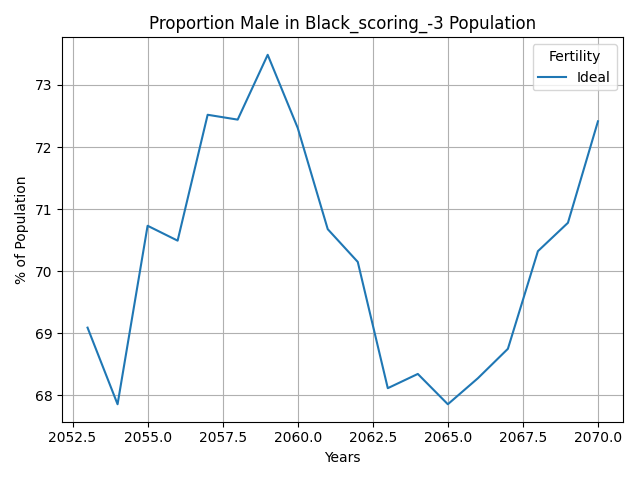 Proportion Male in Black_scoring_-3 Population
Fertility
Ideal
73
72
71
70
69
68
% of Population
2052.5 2055.0 2057.5 2060.0 2062.5 2065.0 2067.5 2070.0
Years